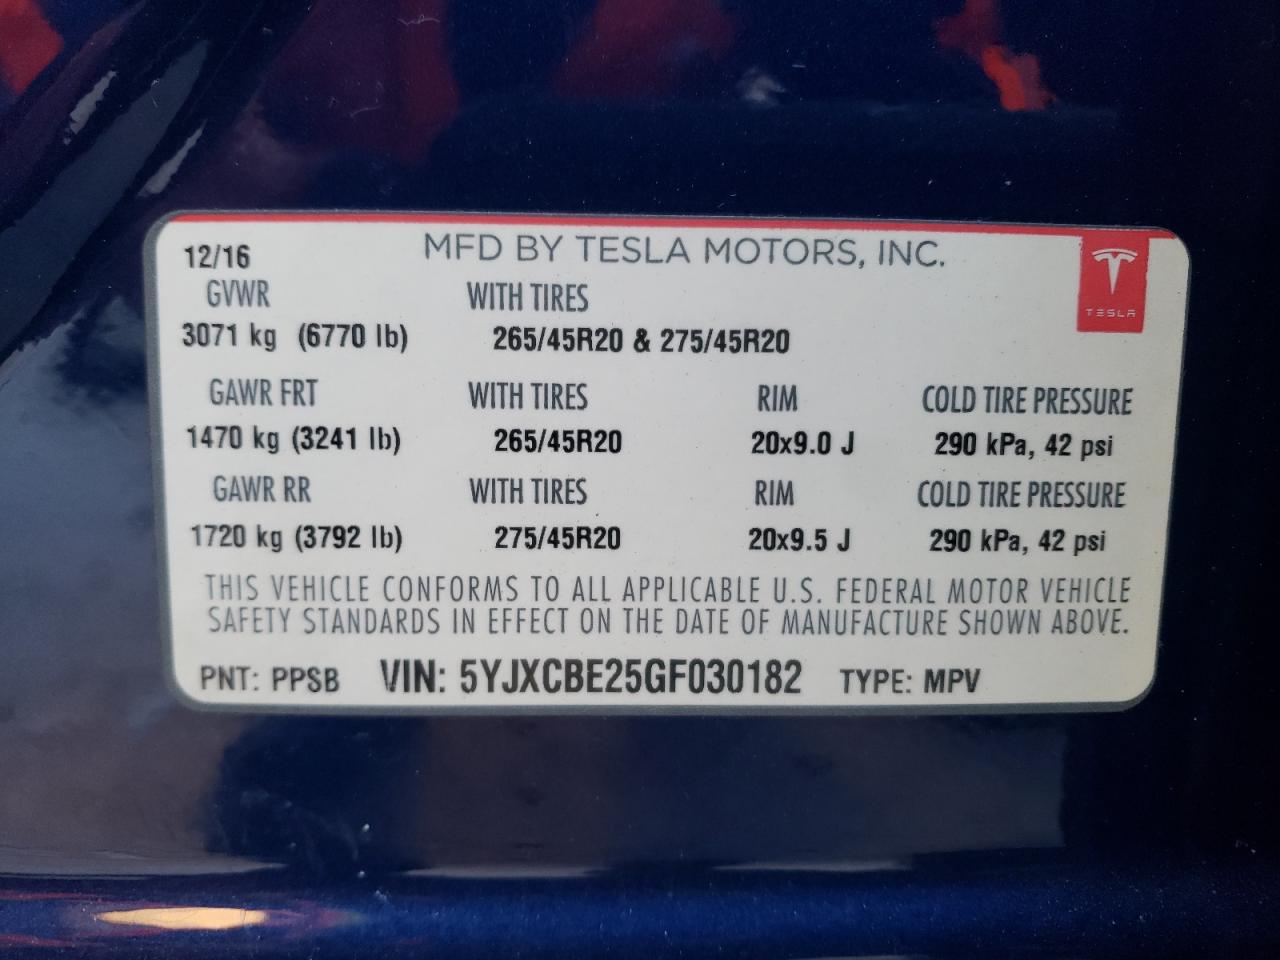 12/16 MFD BY TESLA MOTORS, INC.
TESLA
GVWR WITH TIRES
3071 kg (6770 lb) 265/45R20 & 275/45R20
GAWR FRT WITH TIRES RIM COLD TIRE PRESSURE
1470 kg (3241 lb) 265/45R20 20x9.0 J 290 kPa, 42 psi
GAWR RR WITH TIRES RIM COLD TIRE PRESSURE
1720 kg (3792 lb) 275/45R20 20x9.5 J 290 kPa, 42 psi
THIS VEHICLE CONFORMS TO ALL APPLICABLE U.S. FEDERAL MOTOR VEHICLE
SAFETY STANDARDS IN EFFECT ON THE DATE OF MANUFACTURE SHOWN ABOVE.
PNT: PPSB VIN: 5YJXCBE25GF030182 TYPE: MPV